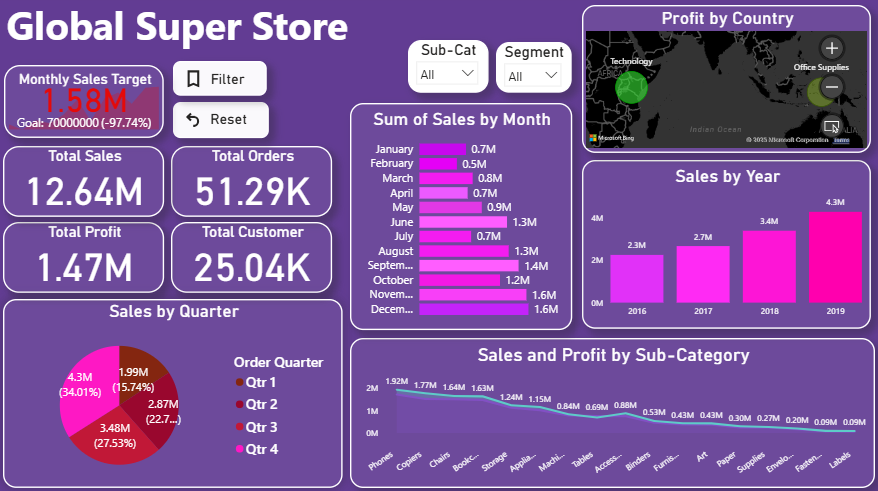 Global Super Store
Monthly Sales Target
1.58M
Goal: 70000000 (-97.74%)
Filter
Reset
Sub-Cat
All
Segment
All
Total Sales
12.64M
Total Orders
51.29K
Total Profit
1.47M
Total Customer
25.04K
Sales by Quarter
4.3M
(34.01%)
1.99M
(15.74%)
2.87M
(22.7...)
3.48M
(27.53%)
Order Quarter
Qtr 1
Qtr 2
Qtr 3
Qtr 4
Sum of Sales by Month
January 0.7M
February 0.5M
March 0.8M
April 0.7M
May 0.9M
June 1.3M
July 0.7M
August 1.3M
Septem... 1.4M
October 1.2M
Novem... 1.6M
Decem... 1.6M
Profit by Country
Technology
AFRICA
Office Supplies
Indian Ocean
Microsoft Bing
© 2025 Microsoft Corporation Terms
Sales by Year
4M
2M
0M
2.3M
2.7M
3.4M
4.3M
2016
2017
2018
2019
Sales and Profit by Sub-Category
2M
1M
0M
1.92M 1.77M 1.64M 1.63M 1.24M 1.15M 0.84M 0.69M 0.88M 0.53M 0.43M 0.43M 0.30M 0.27M 0.20M 0.09M 0.09M
Phones Copiers Chairs Bookc... Storage Applia... Machi... Tables Access... Binders Furnis... Art Paper Supplies Envelo... Fasten... Labels